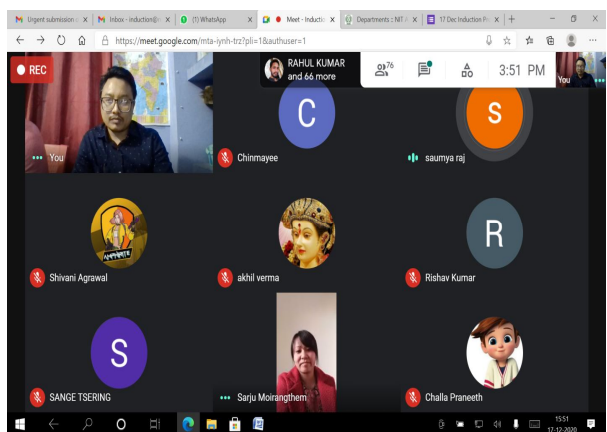 Urgent submission o
Inbox - induction@n
(1) WhatsApp
Meet - Inducti
Departments :: NIT A
17 Dec Induction Pr
https://meet.google.com/mta-iynh-trz?pli=1&authuser=1
REC
RAHUL KUMAR
and 66 more
76
3:51 PM
You
You
C
Chinmayee
S
saumya raj
Shivani Agrawal
akhil verma
R
Rishav Kumar
S
SANGE TSERING
Sarju Moirangthem
Challa Praneeth
15:51
17-12-2020